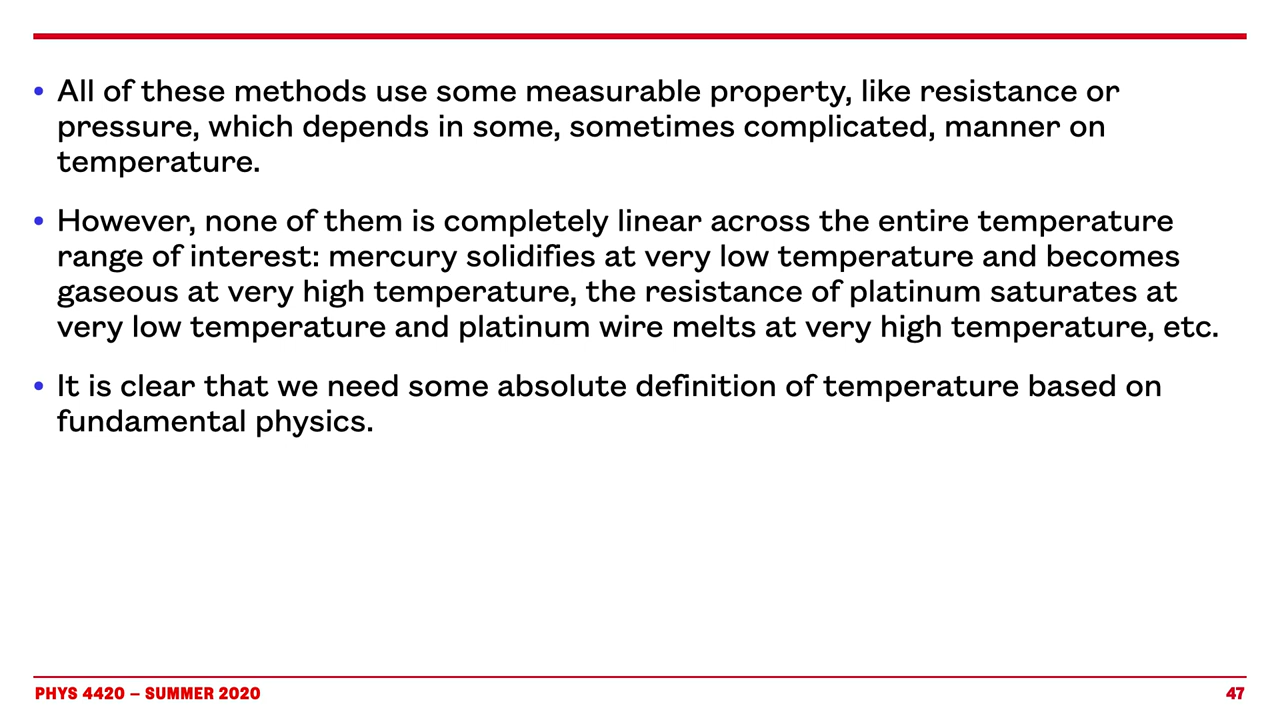 • All of these methods use some measurable property, like resistance or
pressure, which depends in some, sometimes complicated, manner on
temperature.
• However, none of them is completely linear across the entire temperature
range of interest: mercury solidifies at very low temperature and becomes
gaseous at very high temperature, the resistance of platinum saturates at
very low temperature and platinum wire melts at very high temperature, etc.
• It is clear that we need some absolute definition of temperature based on
fundamental physics.
PHYS 4420 – SUMMER 2020
47